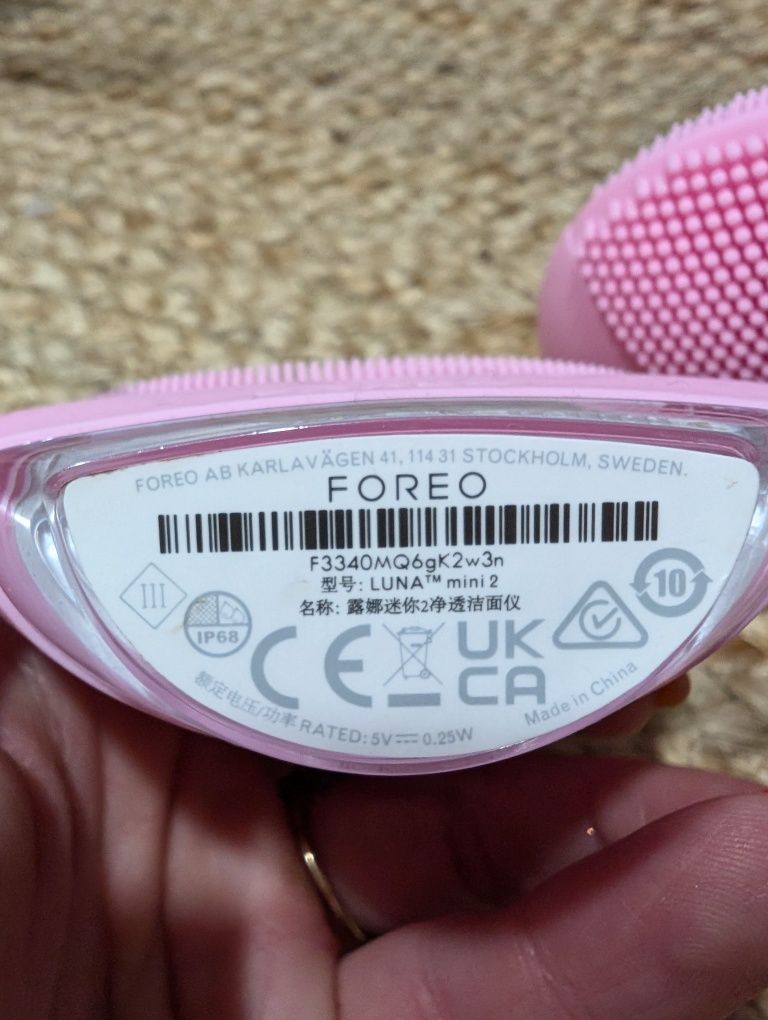 FOREO AB KARLAVÄGEN 41, 114 31 STOCKHOLM, SWEDEN.
FOREO
F3340MQ6gK2w3n
型号: LUNA™ mini 2
名称: 露娜迷你2净透洁面仪
III
IP68
CE
UK
CA
10
额定电压/功率 RATED: 5V⎓ 0.25W
Made in China